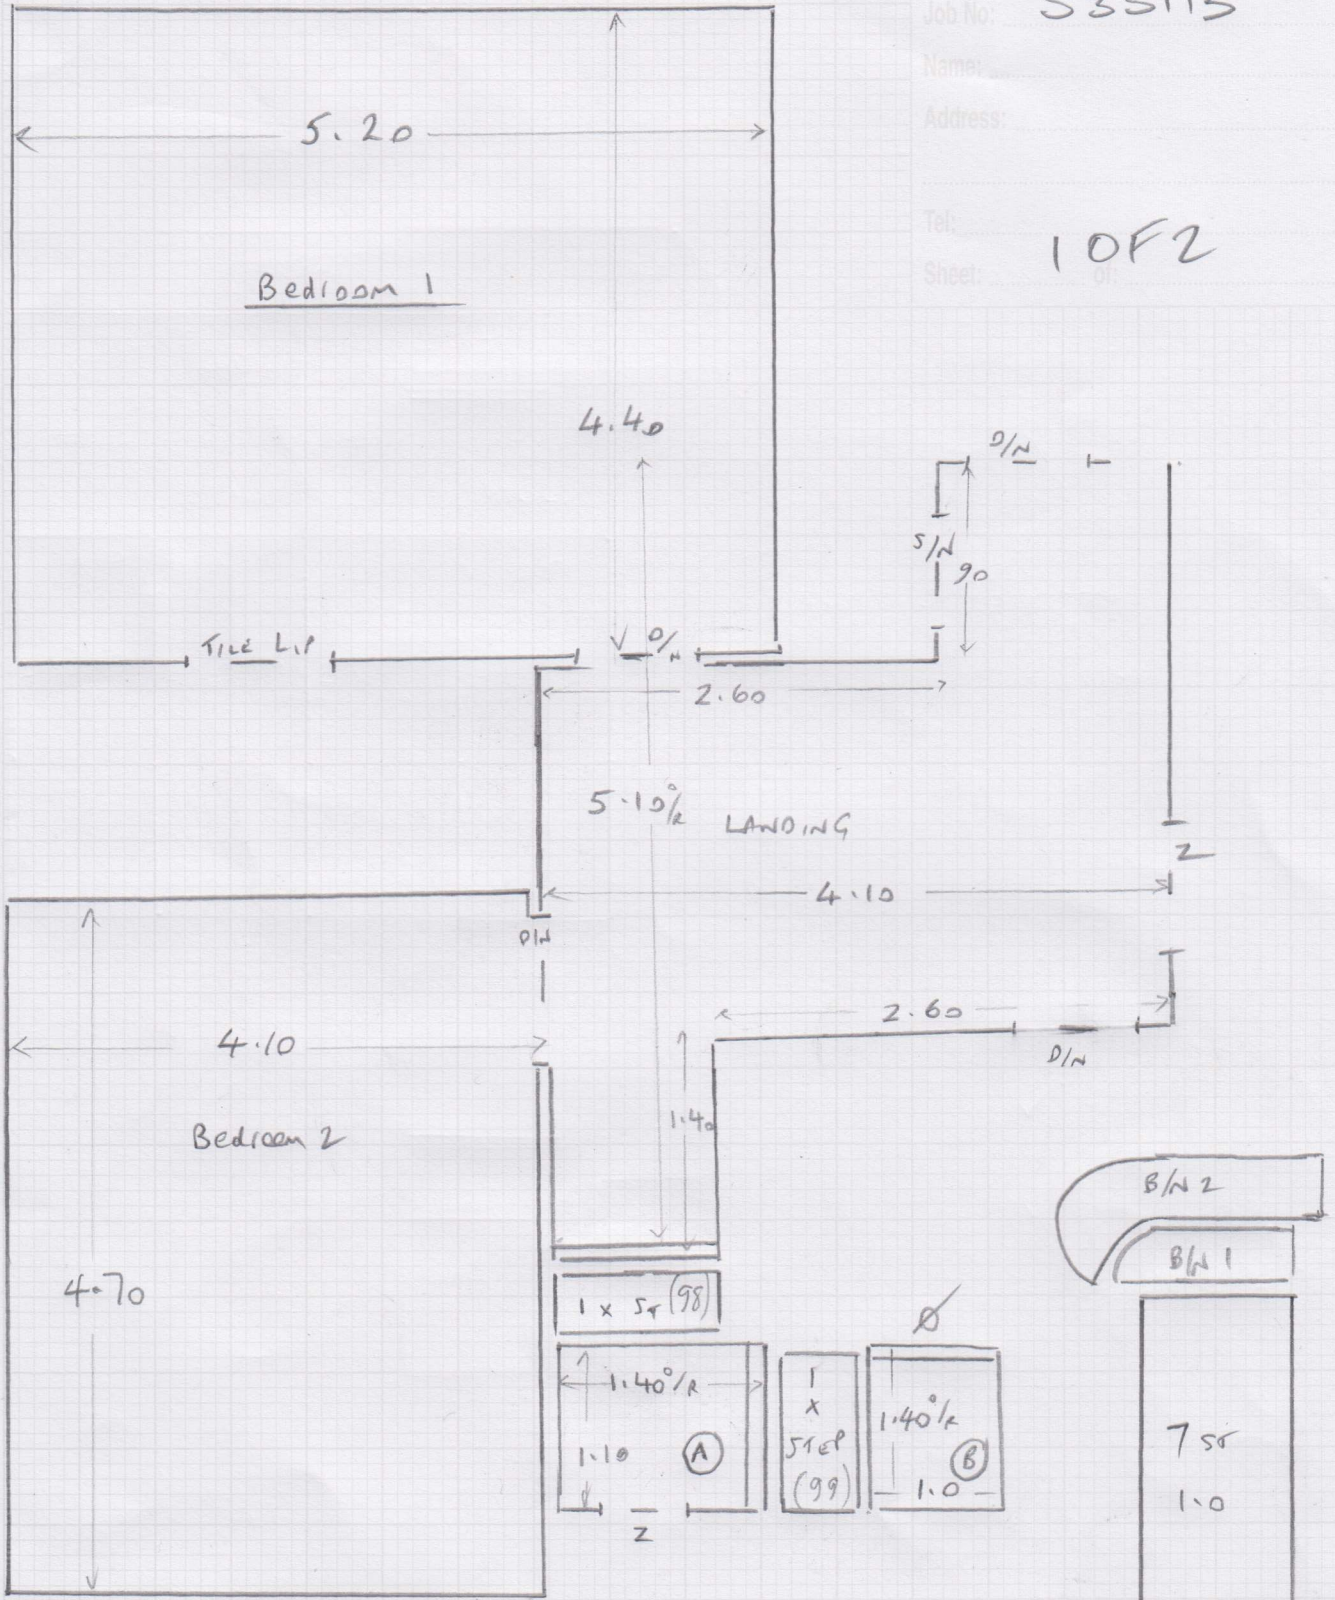 Job No: S35115
Name:
Address:
Tel:
1 OF 2
Sheet: of:
5.20
Bedroom 1
4.40
D/N
S/N
90
TILE LIP
D/N
2.60
5.10°/R
LANDING
Z
4.10
D/N
2.60
4.10
D/N
1.40
Bedroom 2
B/N 2
B/N 1
4.70
1 x ST (98)
Ø
1.40°/R
1
x
STEP
(99)
1.40°/R
7 ST
1.10
A
B
1.0
1.0
Z